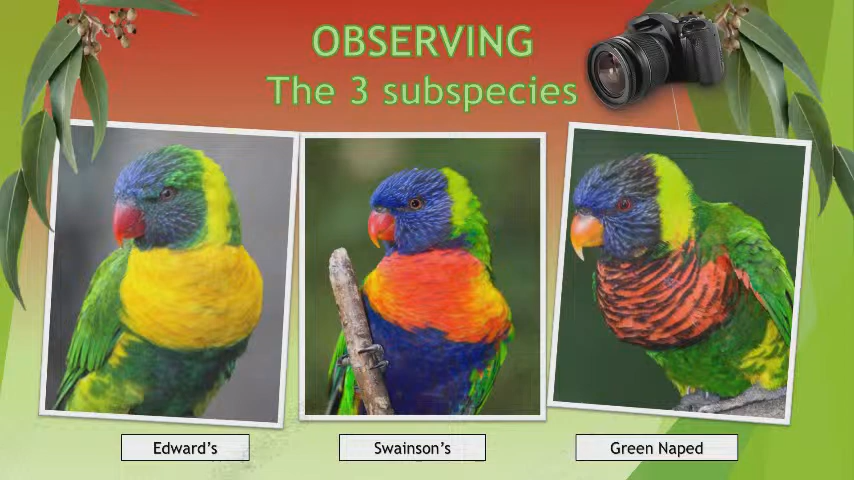 OBSERVING
The 3 subspecies
Edward's
Swainson's
Green Naped